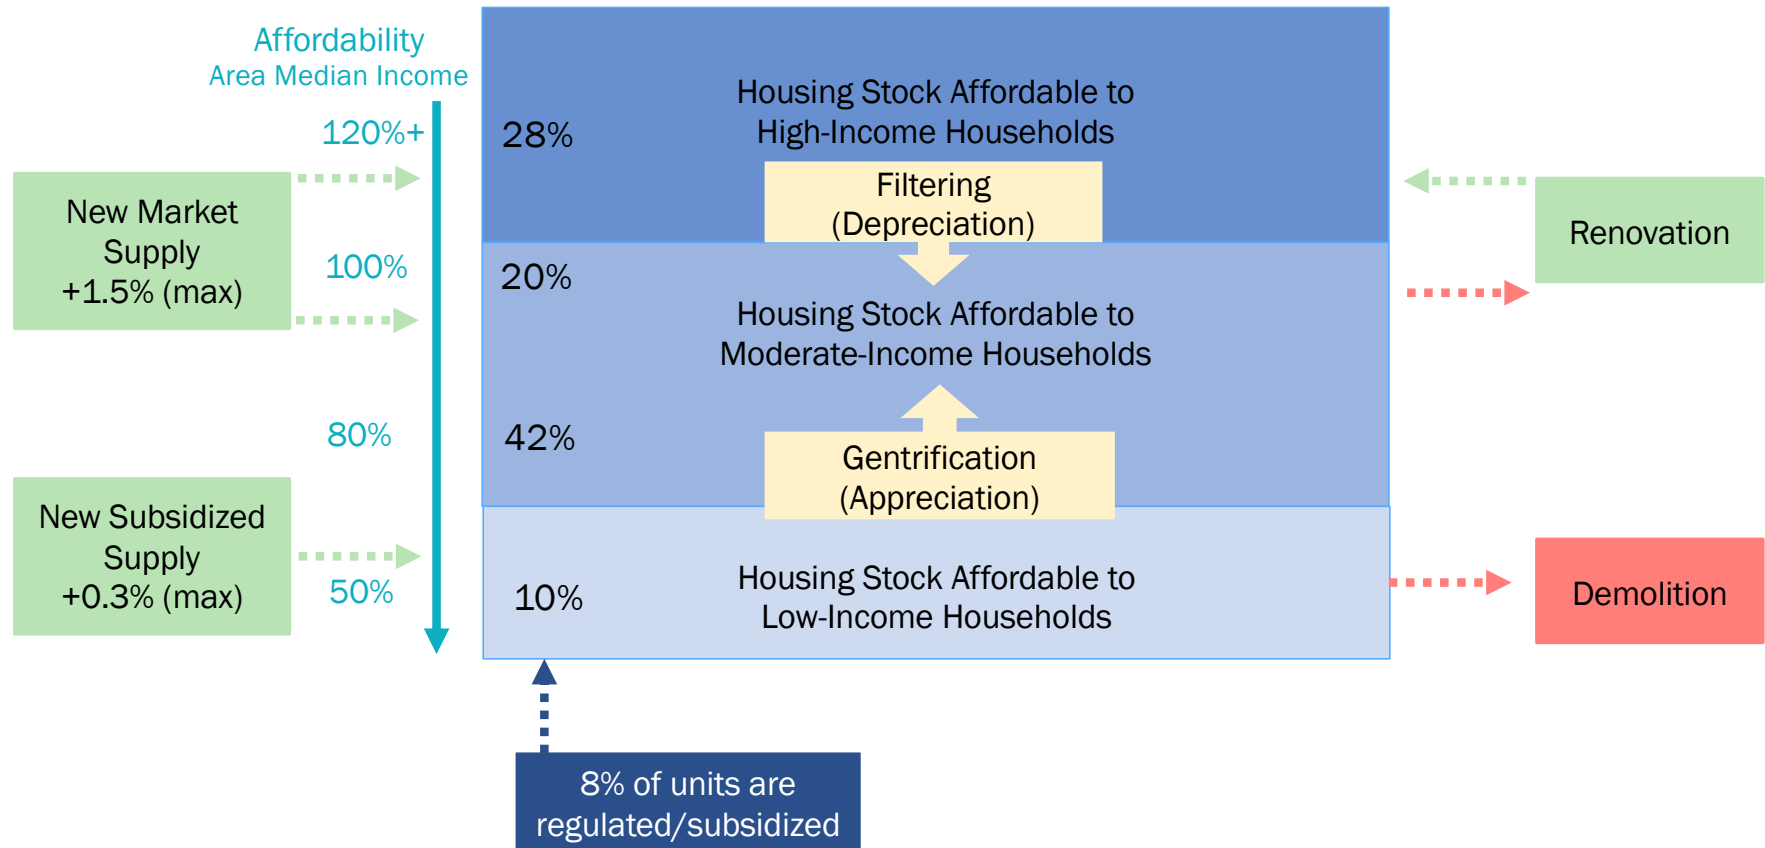 Affordability
Area Median Income
120%+
100%
80%
50%
New Market
Supply
+1.5% (max)
New Subsidized
Supply
+0.3% (max)
28%
Housing Stock Affordable to
High-Income Households
Filtering
(Depreciation)
20%
Housing Stock Affordable to
Moderate-Income Households
42%
Gentrification
(Appreciation)
10%
Housing Stock Affordable to
Low-Income Households
8% of units are
regulated/subsidized
Renovation
Demolition